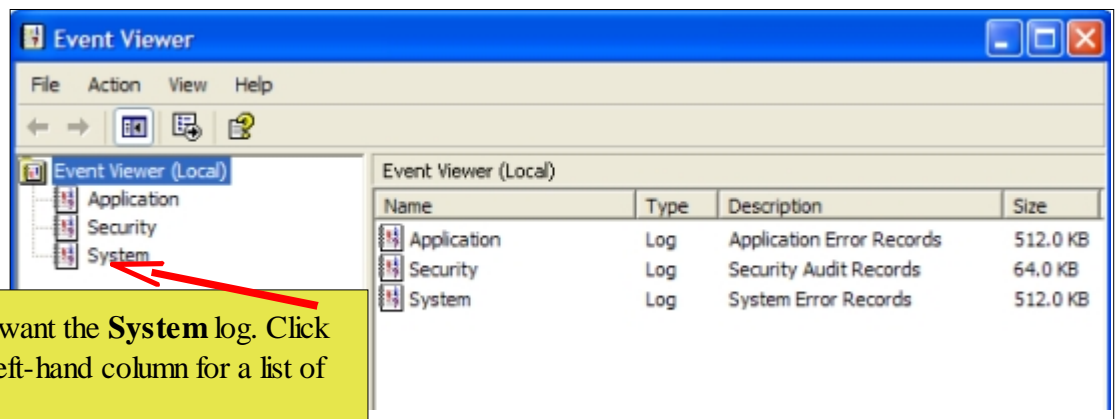 Event Viewer
File Action View Help
Event Viewer (Local)
Application
Security
System
Event Viewer (Local)
Name Type Description Size
Application Log Application Error Records 512.0 KB
Security Log Security Audit Records 64.0 KB
System Log System Error Records 512.0 KB
want the System log. Click
eft-hand column for a list of